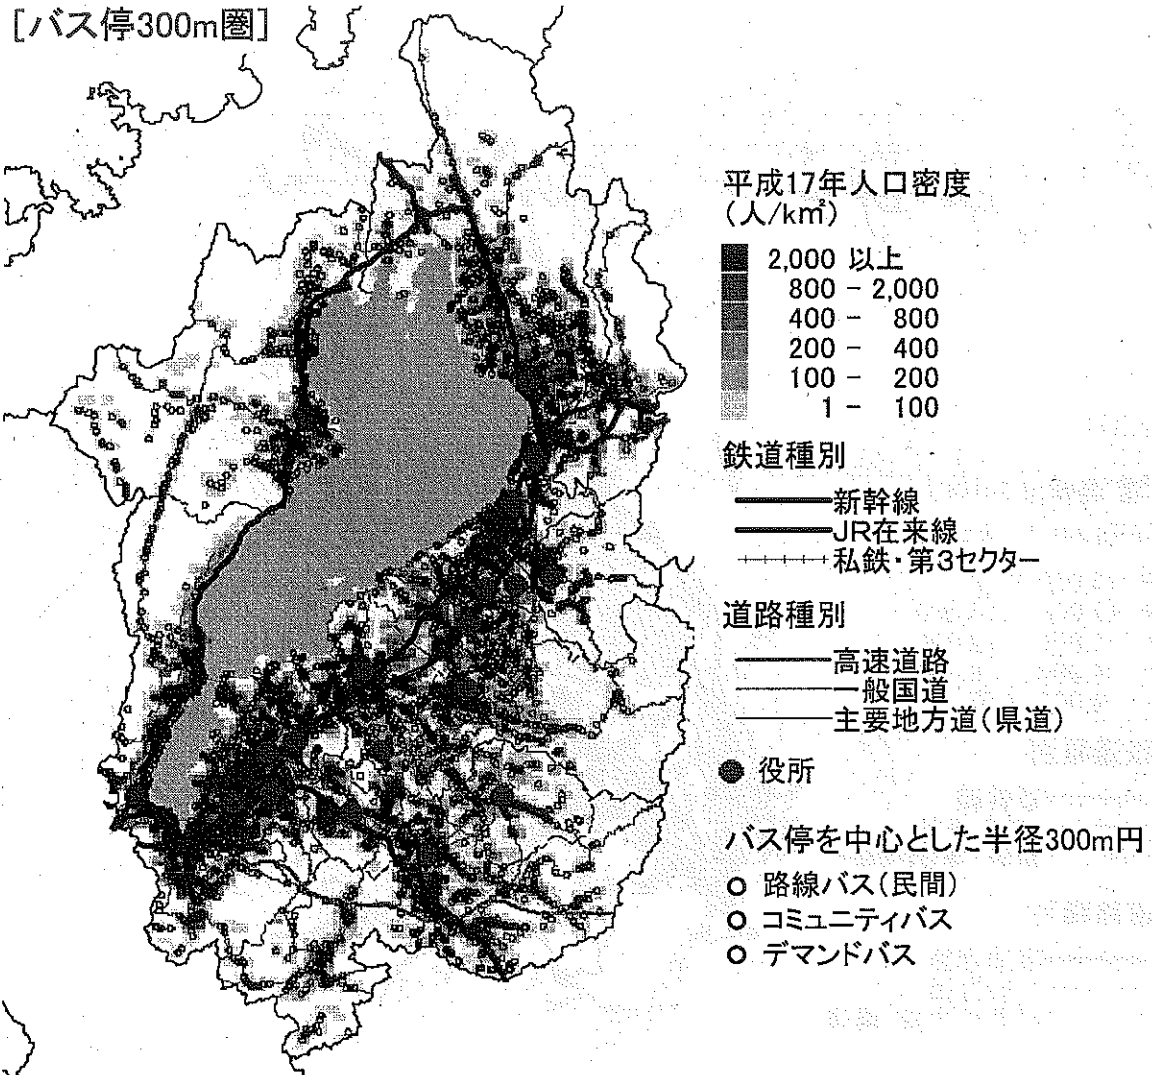 [バス停300m圏]
平成17年人口密度
(人/km²)
2,000 以上
800 - 2,000
400 - 800
200 - 400
100 - 200
1 - 100
鉄道種別
新幹線
JR在来線
私鉄・第3セクター
道路種別
高速道路
一般国道
主要地方道(県道)
役所
バス停を中心とした半径300m円
路線バス(民間)
コミュニティバス
デマンドバス